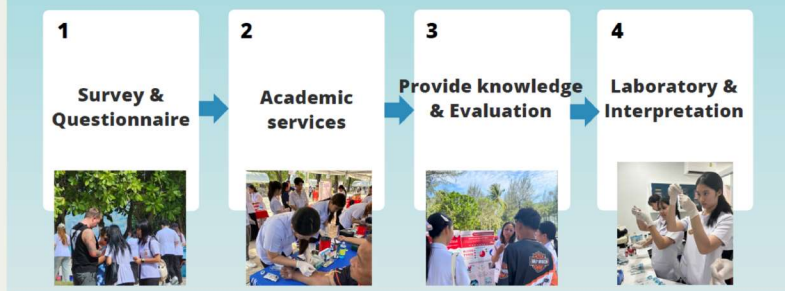 1
Survey &
Questionnaire
2
Academic
services
3
Provide knowledge
& Evaluation
4
Laboratory &
Interpretation